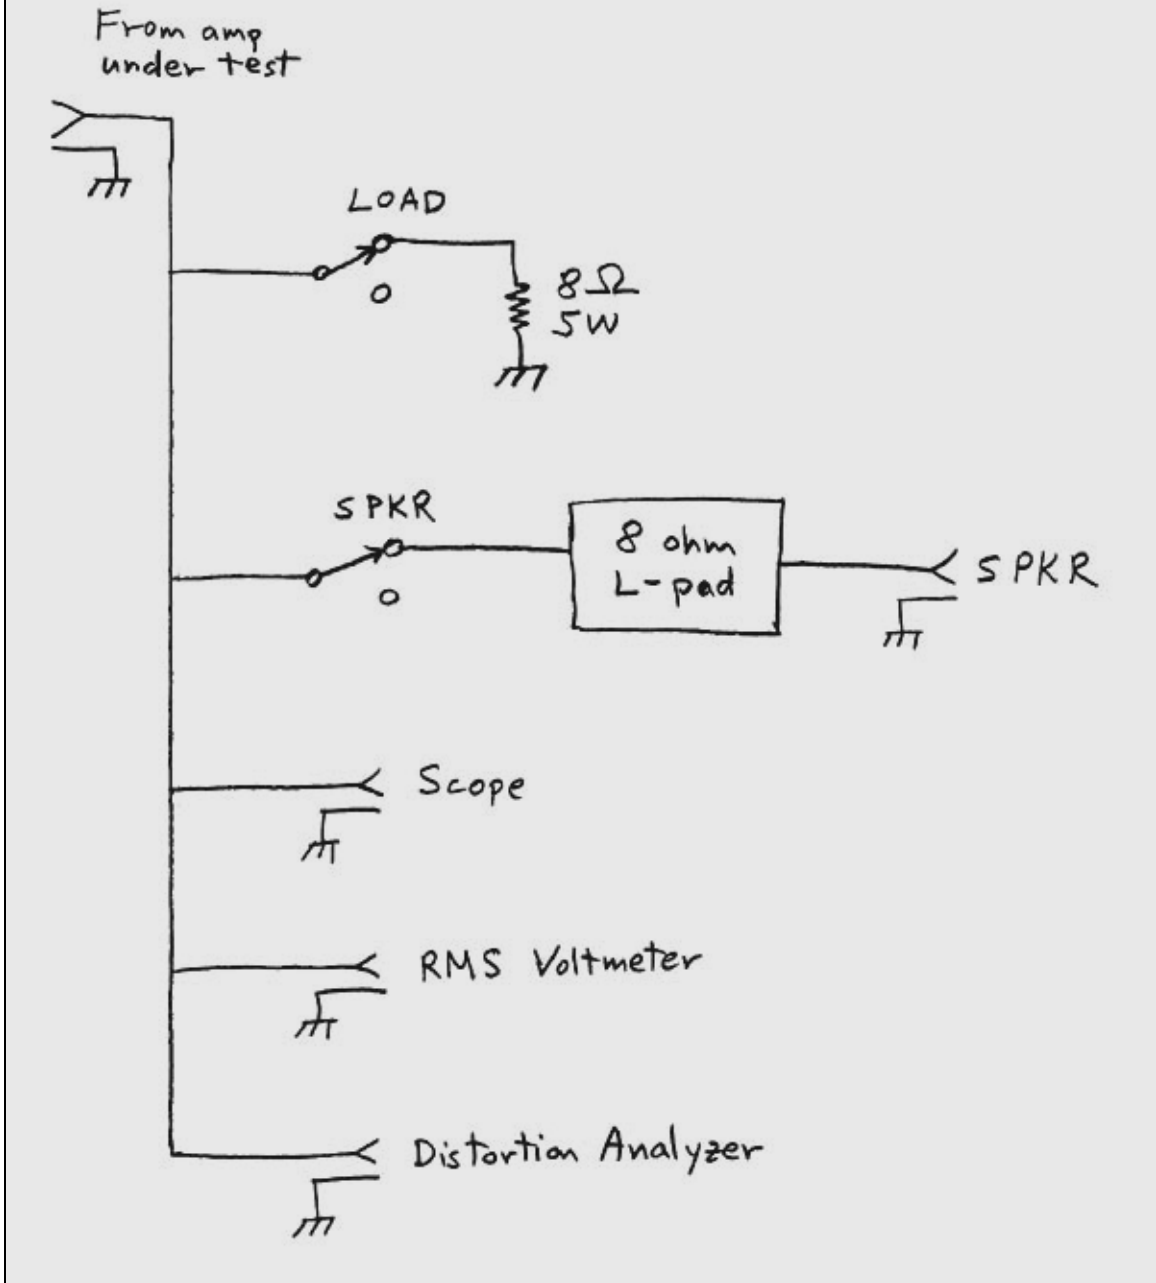 From amp
under test
LOAD
8Ω
5W
SPKR
8 ohm
L-pad
SPKR
Scope
RMS Voltmeter
Distortion Analyzer